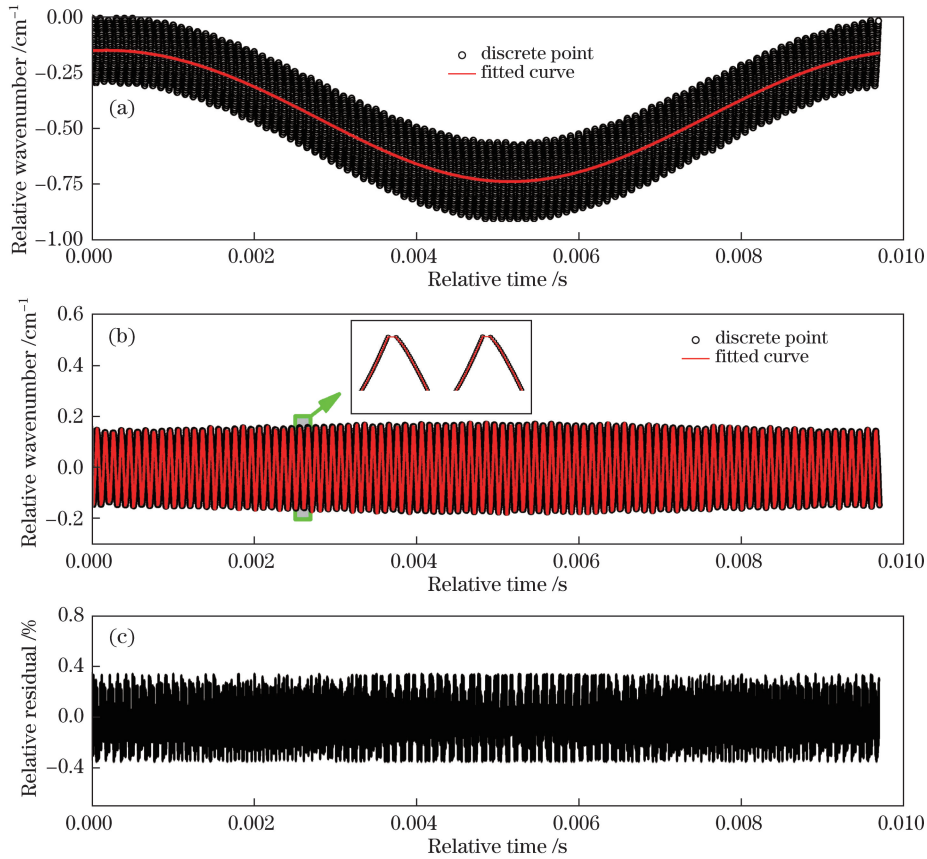 Relative wavenumber /cm⁻¹
0.00
−0.25
−0.50
−0.75
−1.00
(a)
discrete point
fitted curve
0.000
0.002
0.004
0.006
0.008
0.010
Relative time /s
Relative wavenumber /cm⁻¹
0.6
0.4
0.2
0.0
−0.2
(b)
discrete point
fitted curve
0.000
0.002
0.004
0.006
0.008
0.010
Relative time /s
Relative residual /%
0.8
0.4
0.0
−0.4
(c)
0.000
0.002
0.004
0.006
0.008
0.010
Relative time /s